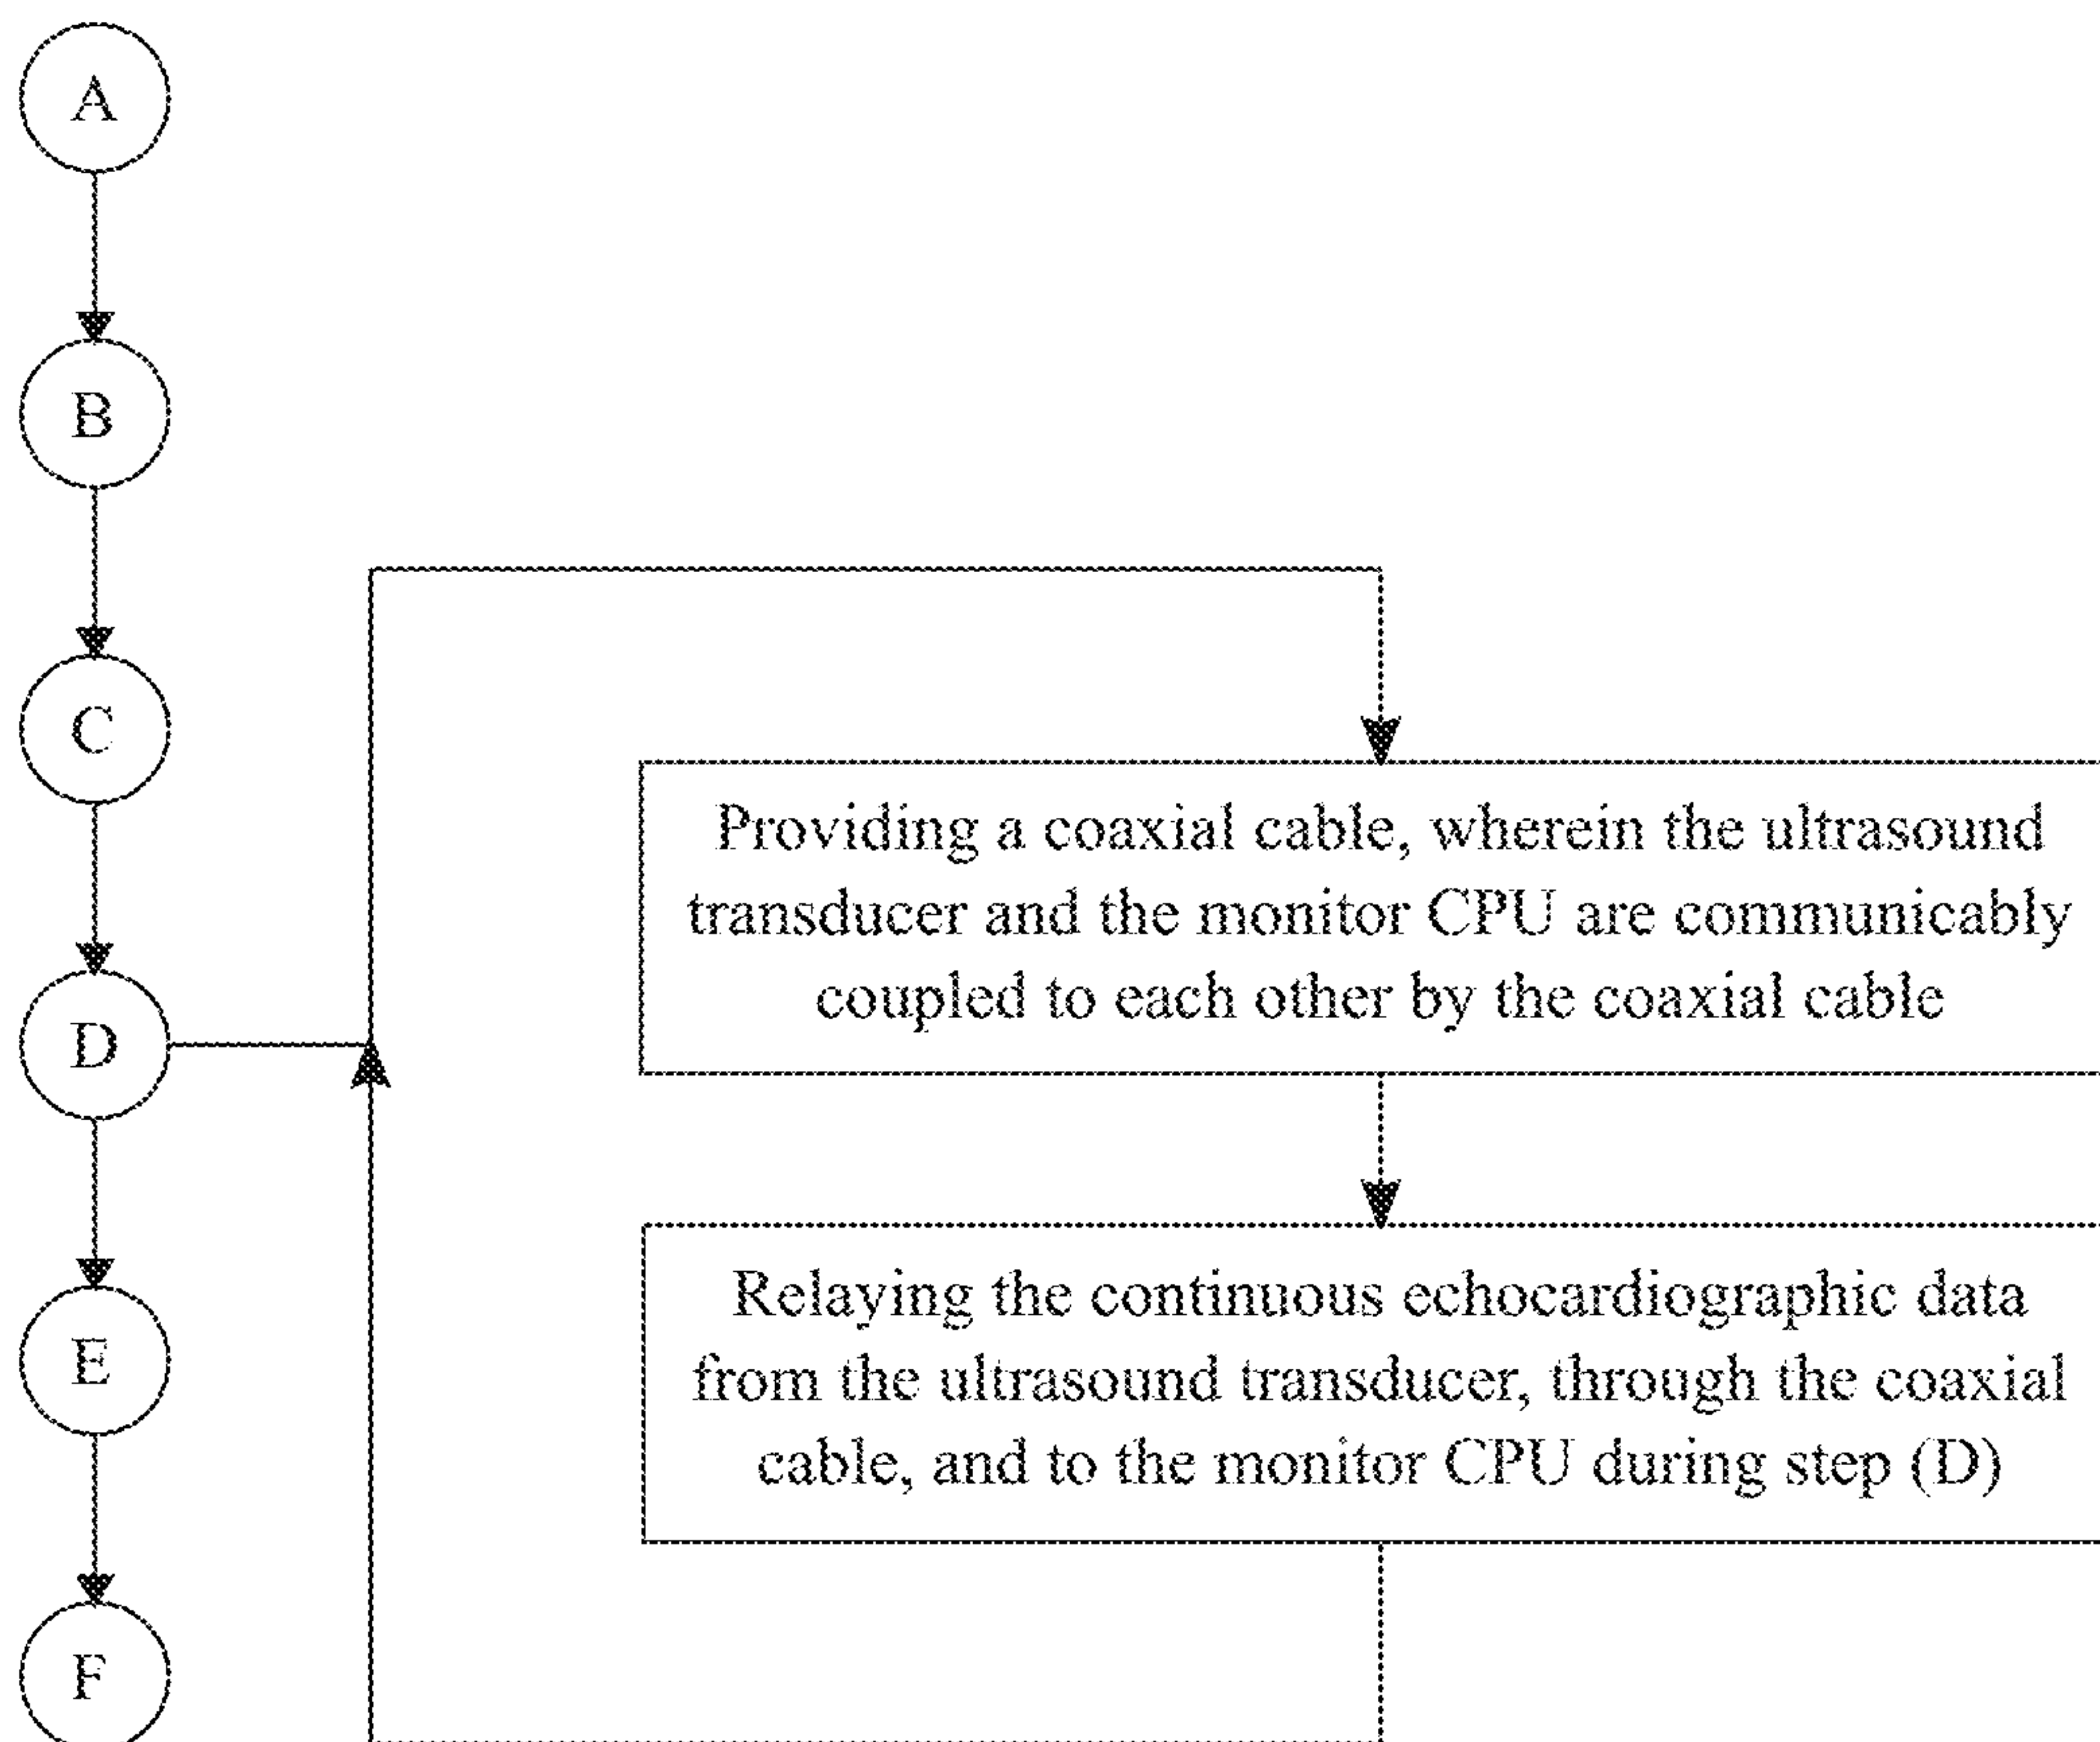 A
B
C
Providing a coaxial cable, wherein the ultrasound
transducer and the monitor CPU are communicably
coupled to each other by the coaxial cable
D
Relaying the continuous echocardiographic data
from the ultrasound transducer, through the coaxial
cable, and to the monitor CPU during step (D)
E
F